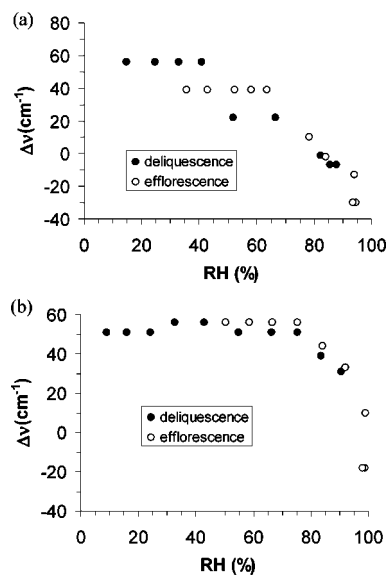 (a)
80
60
40
20
0
-20
-40
Δν(cm⁻¹)
● deliquescence
○ efflorescence
0 20 40 60 80 100
RH (%)
(b)
60
40
20
0
-20
-40
Δν(cm⁻¹)
● deliquescence
○ efflorescence
0 20 40 60 80 100
RH (%)